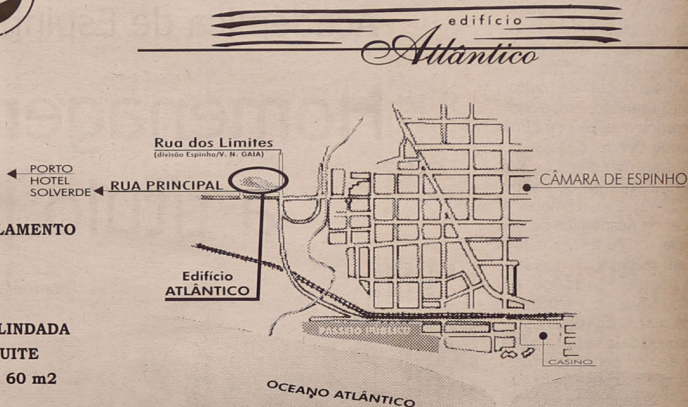 edifício
Atlântico
Rua dos Limites
(divisão Espinho/V. N. GAIA)
PORTO
HOTEL
SOLVERDE
RUA PRINCIPAL
CÂMARA DE ESPINHO
LAMENTO
Edifício
ATLÂNTICO
LINDADA
PASSEIO PÚBLICO
UITE
CASINO
60 m2
OCEANO ATLÂNTICO